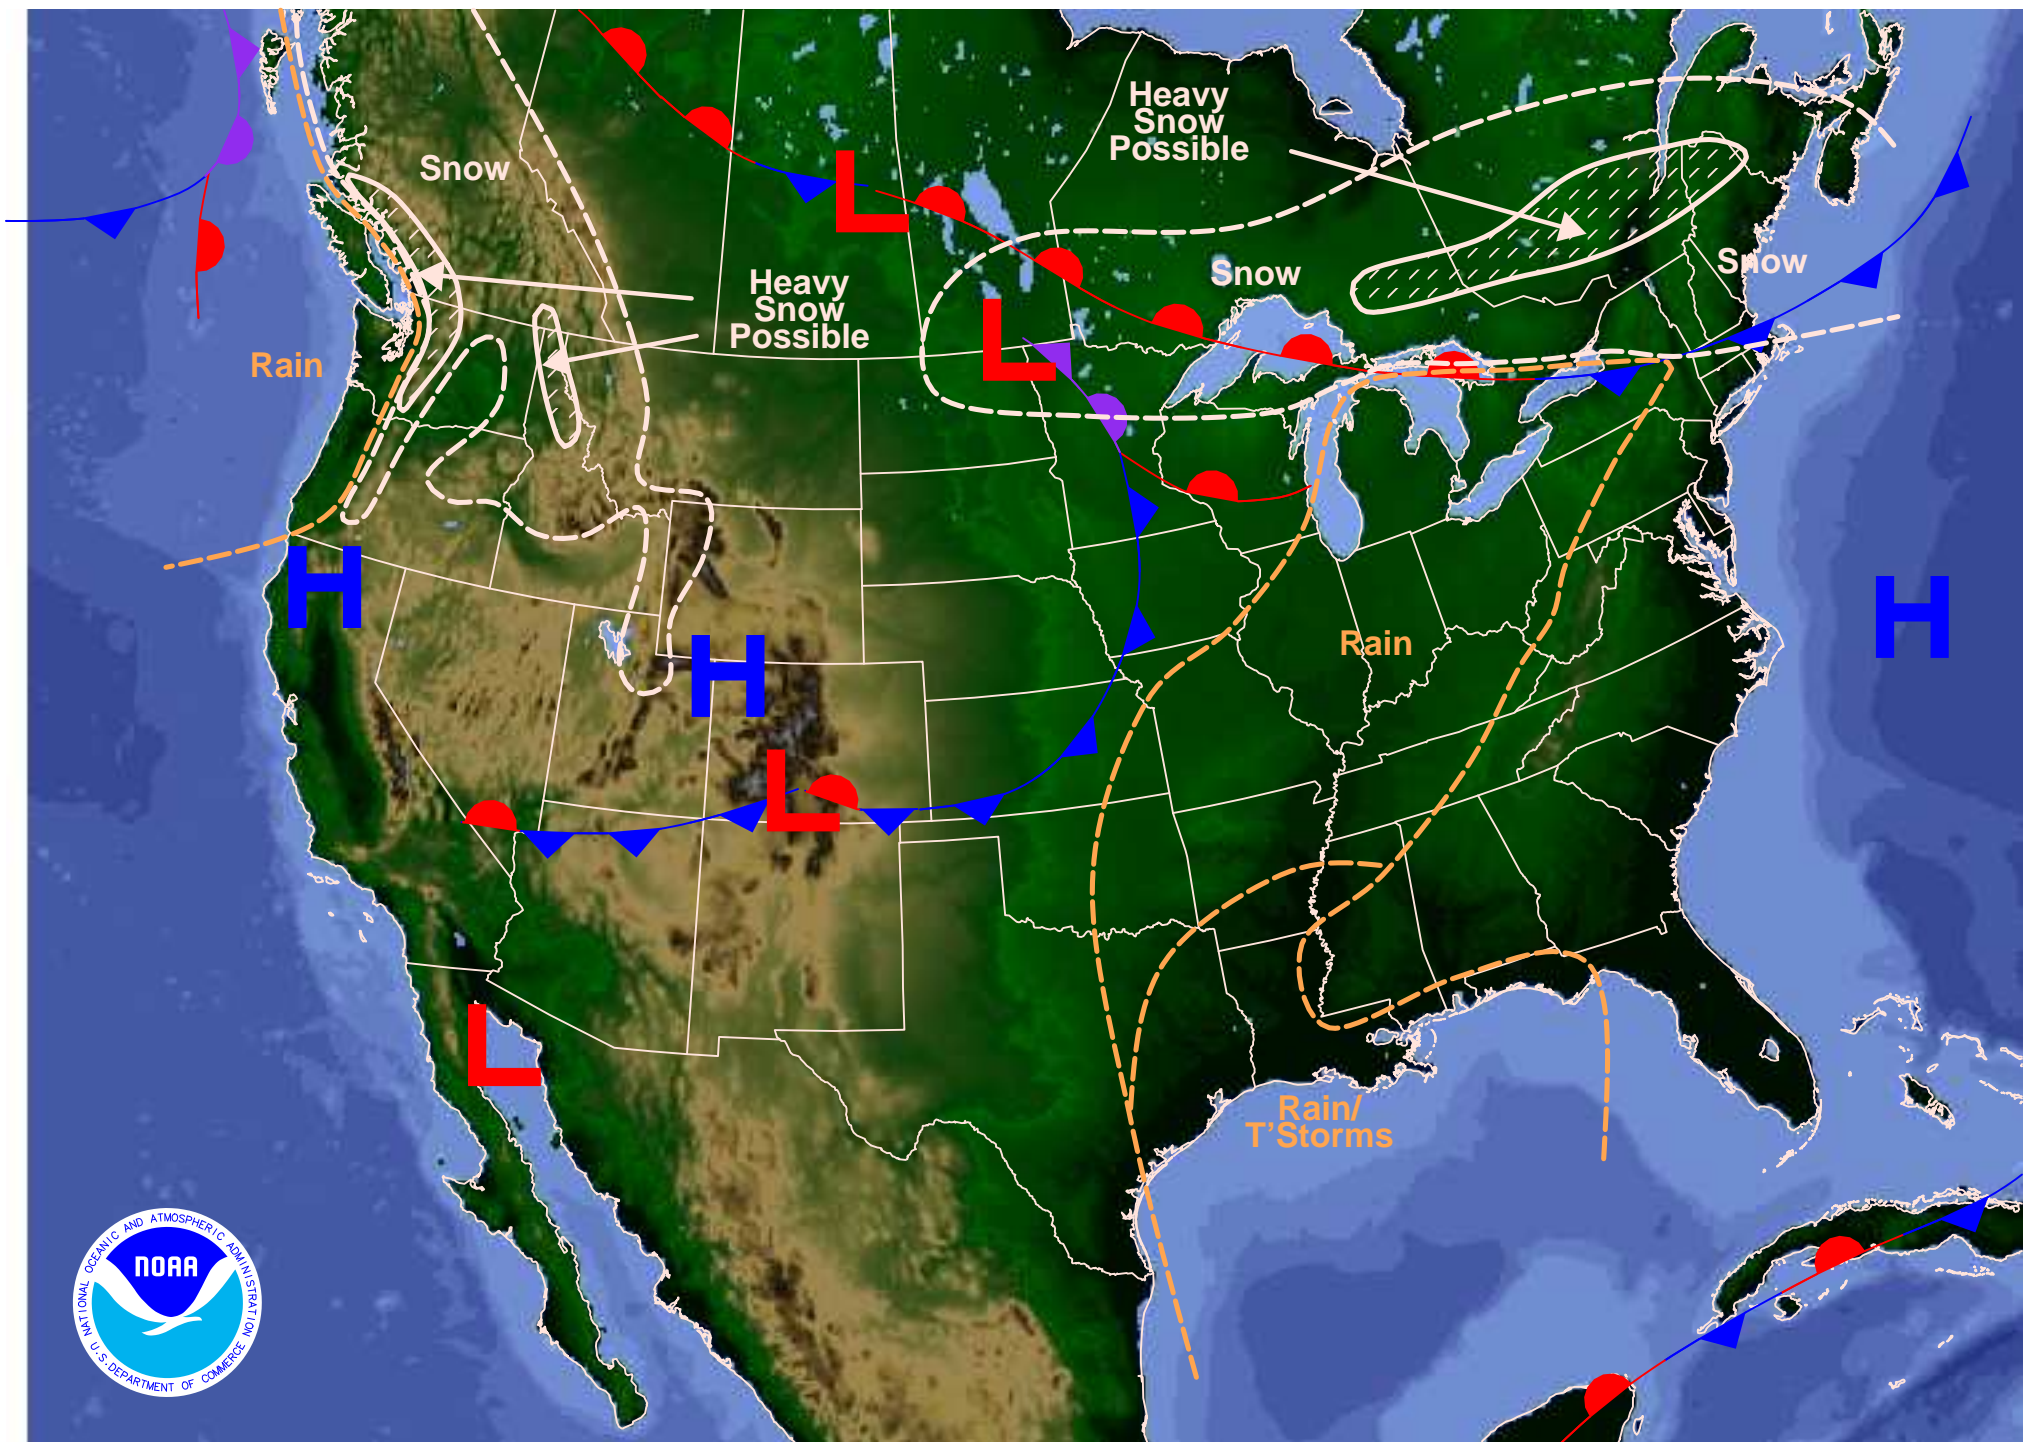 Heavy
Snow
Possible
Snow
Snow
Snow
Heavy
Snow
Possible
L
L
Rain
H
H
H
Rain
L
L
Rain/
T'Storms
NATIONAL OCEANIC AND ATMOSPHERIC ADMINISTRATION
NOAA
U.S. DEPARTMENT OF COMMERCE